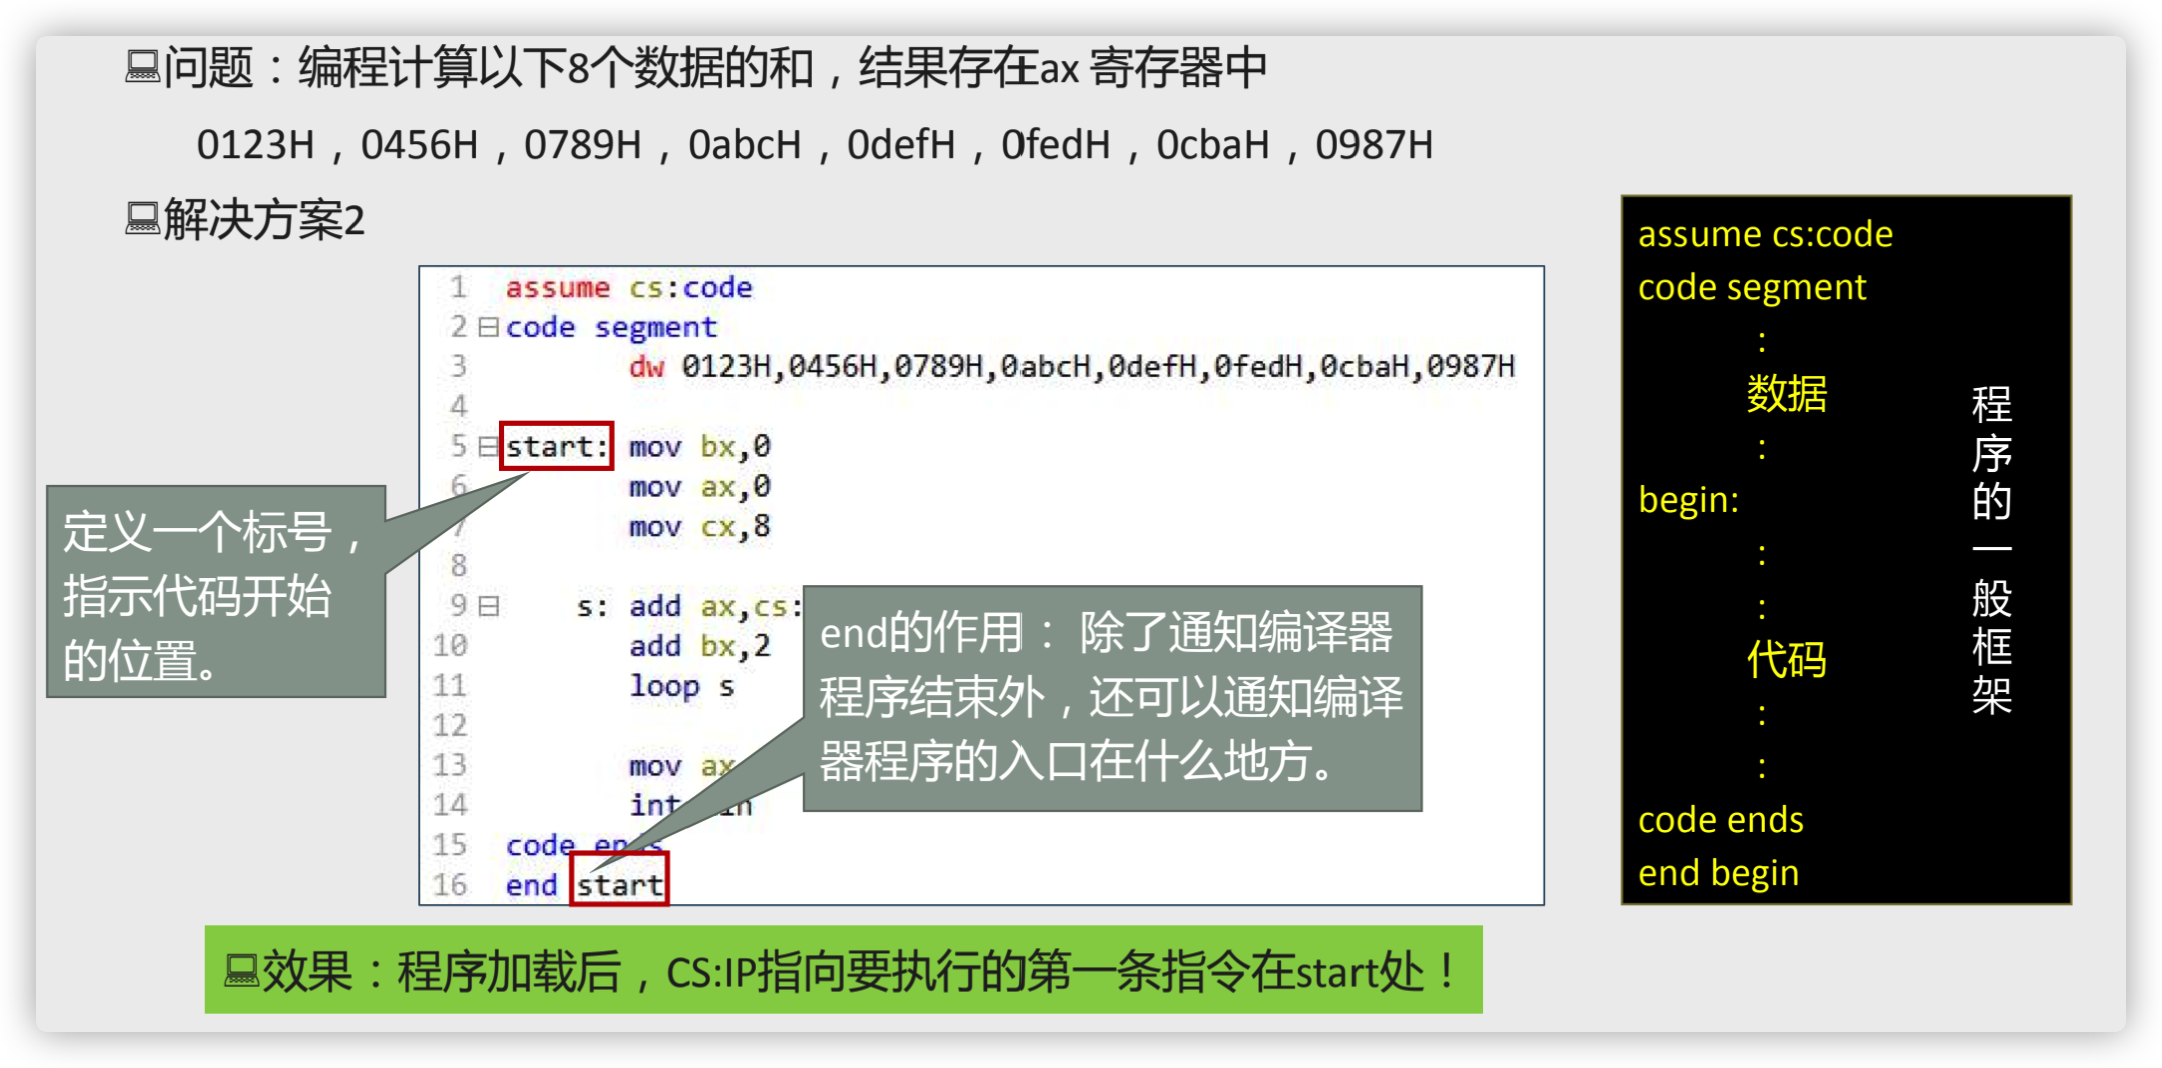 问题：编程计算以下8个数据的和，结果存在ax 寄存器中
0123H，0456H，0789H，0abcH，0defH，0fedH，0cbaH，0987H
解决方案2
1 assume cs:code
2 code segment
3 dw 0123H,0456H,0789H,0abcH,0defH,0fedH,0cbaH,0987H
4
5 start: mov bx,0
6 mov ax,0
7 mov cx,8
8
9 s: add ax,cs:
10 add bx,2
11 loop s
12
13 mov ax
14 int
15 code ends
16 end start
定义一个标号，
指示代码开始
的位置。
end的作用： 除了通知编译器
程序结束外，还可以通知编译
器程序的入口在什么地方。
assume cs:code
code segment
:
数据
:
begin:
:
:
代码
:
:
code ends
end begin
程序的一般框架
效果：程序加载后，CS:IP指向要执行的第一条指令在start处！